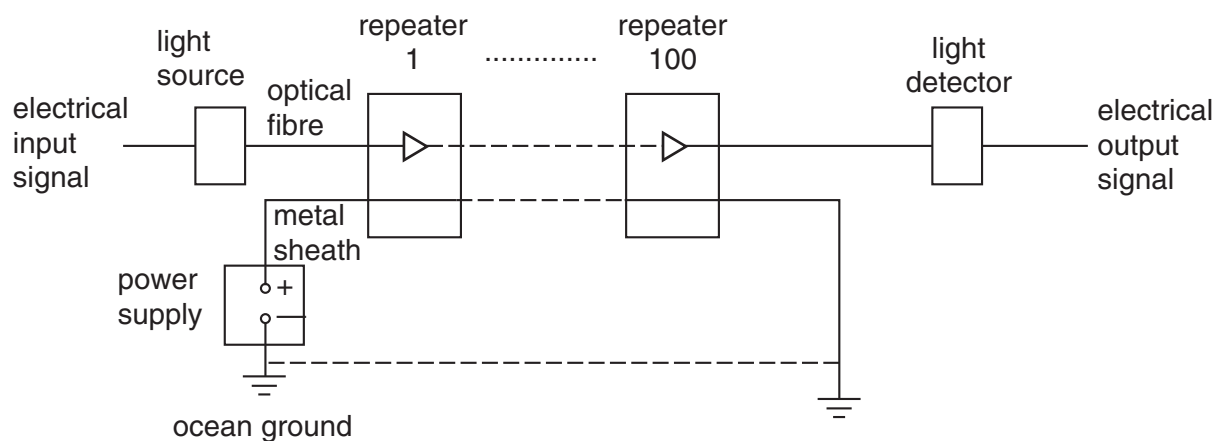 light
source
repeater
1
repeater
100
light
detector
electrical
input
signal
optical
fibre
electrical
output
signal
metal
sheath
power
supply
+
−
ocean ground